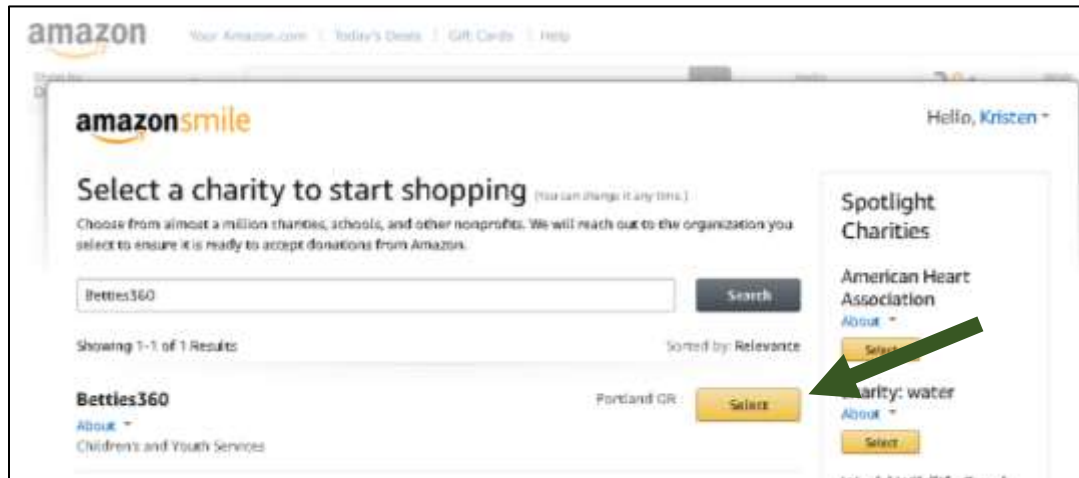 amazon
Your Amazon.com | Today's Deals | Gift Cards | Help
amazonsmile
Hello, Kristen
Select a charity to start shopping (You can change it any time.)
Choose from almost a million charities, schools, and other nonprofits. We will reach out to the organization you
select to ensure it is ready to accept donations from Amazon.
Betties360
Search
Showing 1-1 of 1 Results
Sorted by: Relevance
Betties360
Portland OR
Select
About
Children's and Youth Services
Spotlight
Charities
American Heart
Association
About
Select
charity: water
About
Select